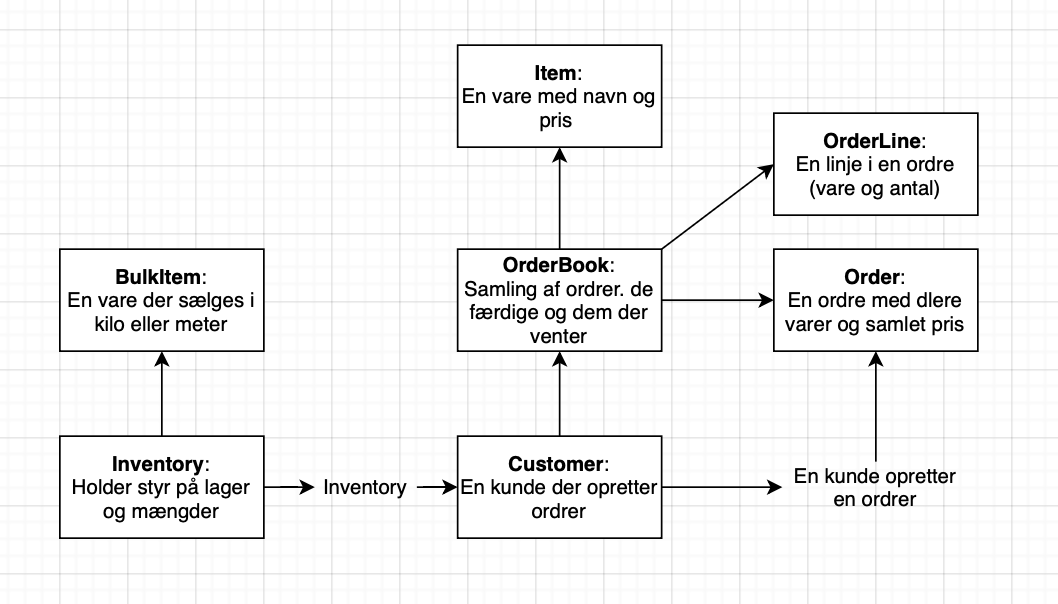 Item:
En vare med navn og
pris
OrderLine:
En linje i en ordre
(vare og antal)
BulkItem:
En vare der sælges i
kilo eller meter
OrderBook:
Samling af ordrer. de
færdige og dem der
venter
Order:
En ordre med dlere
varer og samlet pris
Inventory:
Holder styr på lager
og mængder
Inventory
Customer:
En kunde der opretter
ordrer
En kunde opretter
en ordrer